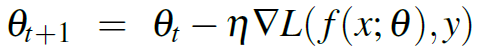 θ_{t+1} = θ_t − η∇L(f(x;θ),y)